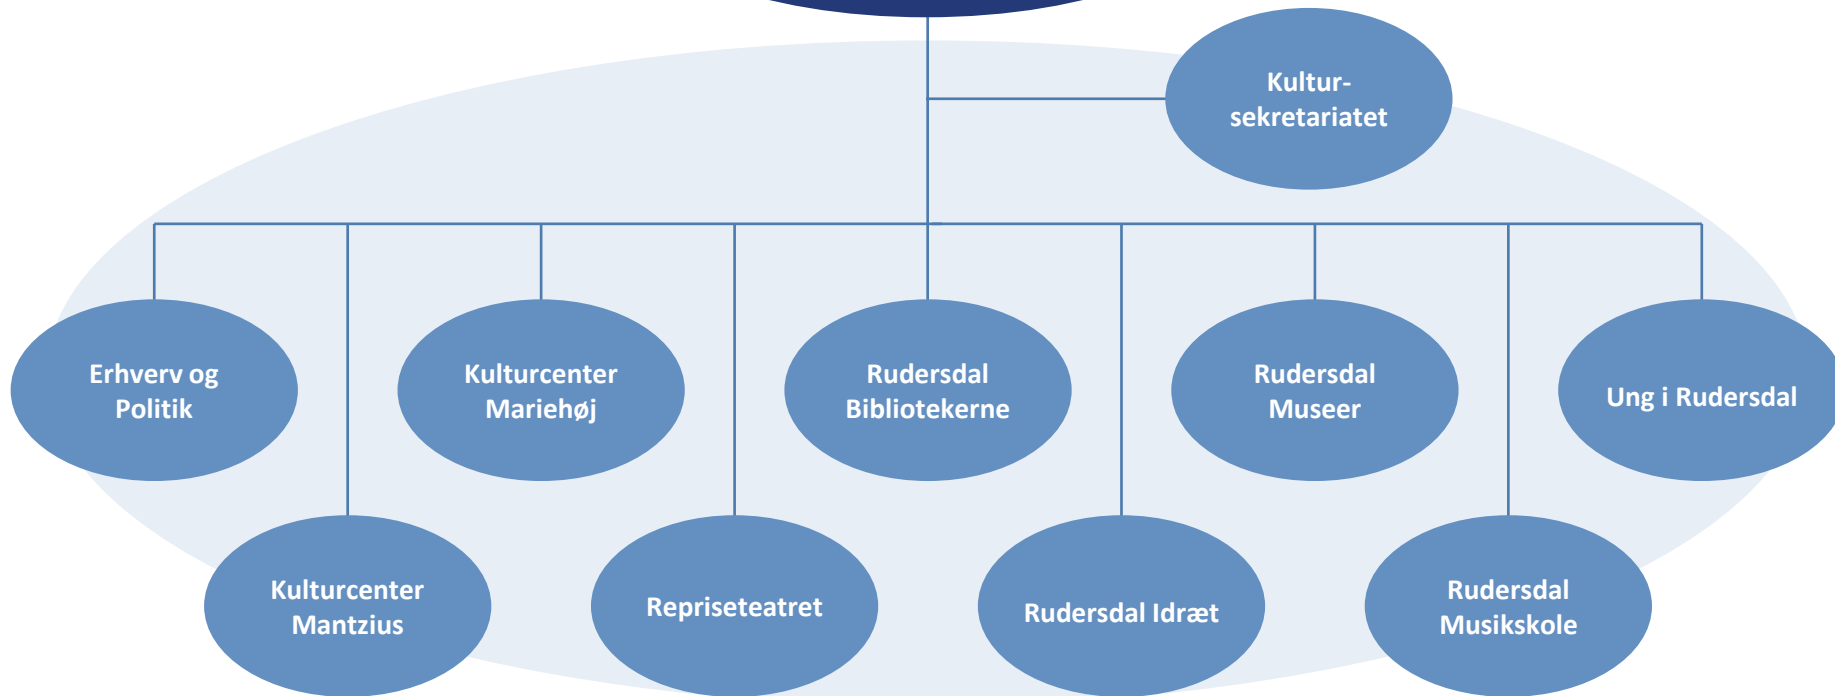 Kultur-
sekretariatet
Erhverv og
Politik
Kulturcenter
Mariehøj
Rudersdal
Bibliotekerne
Rudersdal
Museer
Ung i Rudersdal
Kulturcenter
Mantzius
Repriseteatret
Rudersdal Idræt
Rudersdal
Musikskole